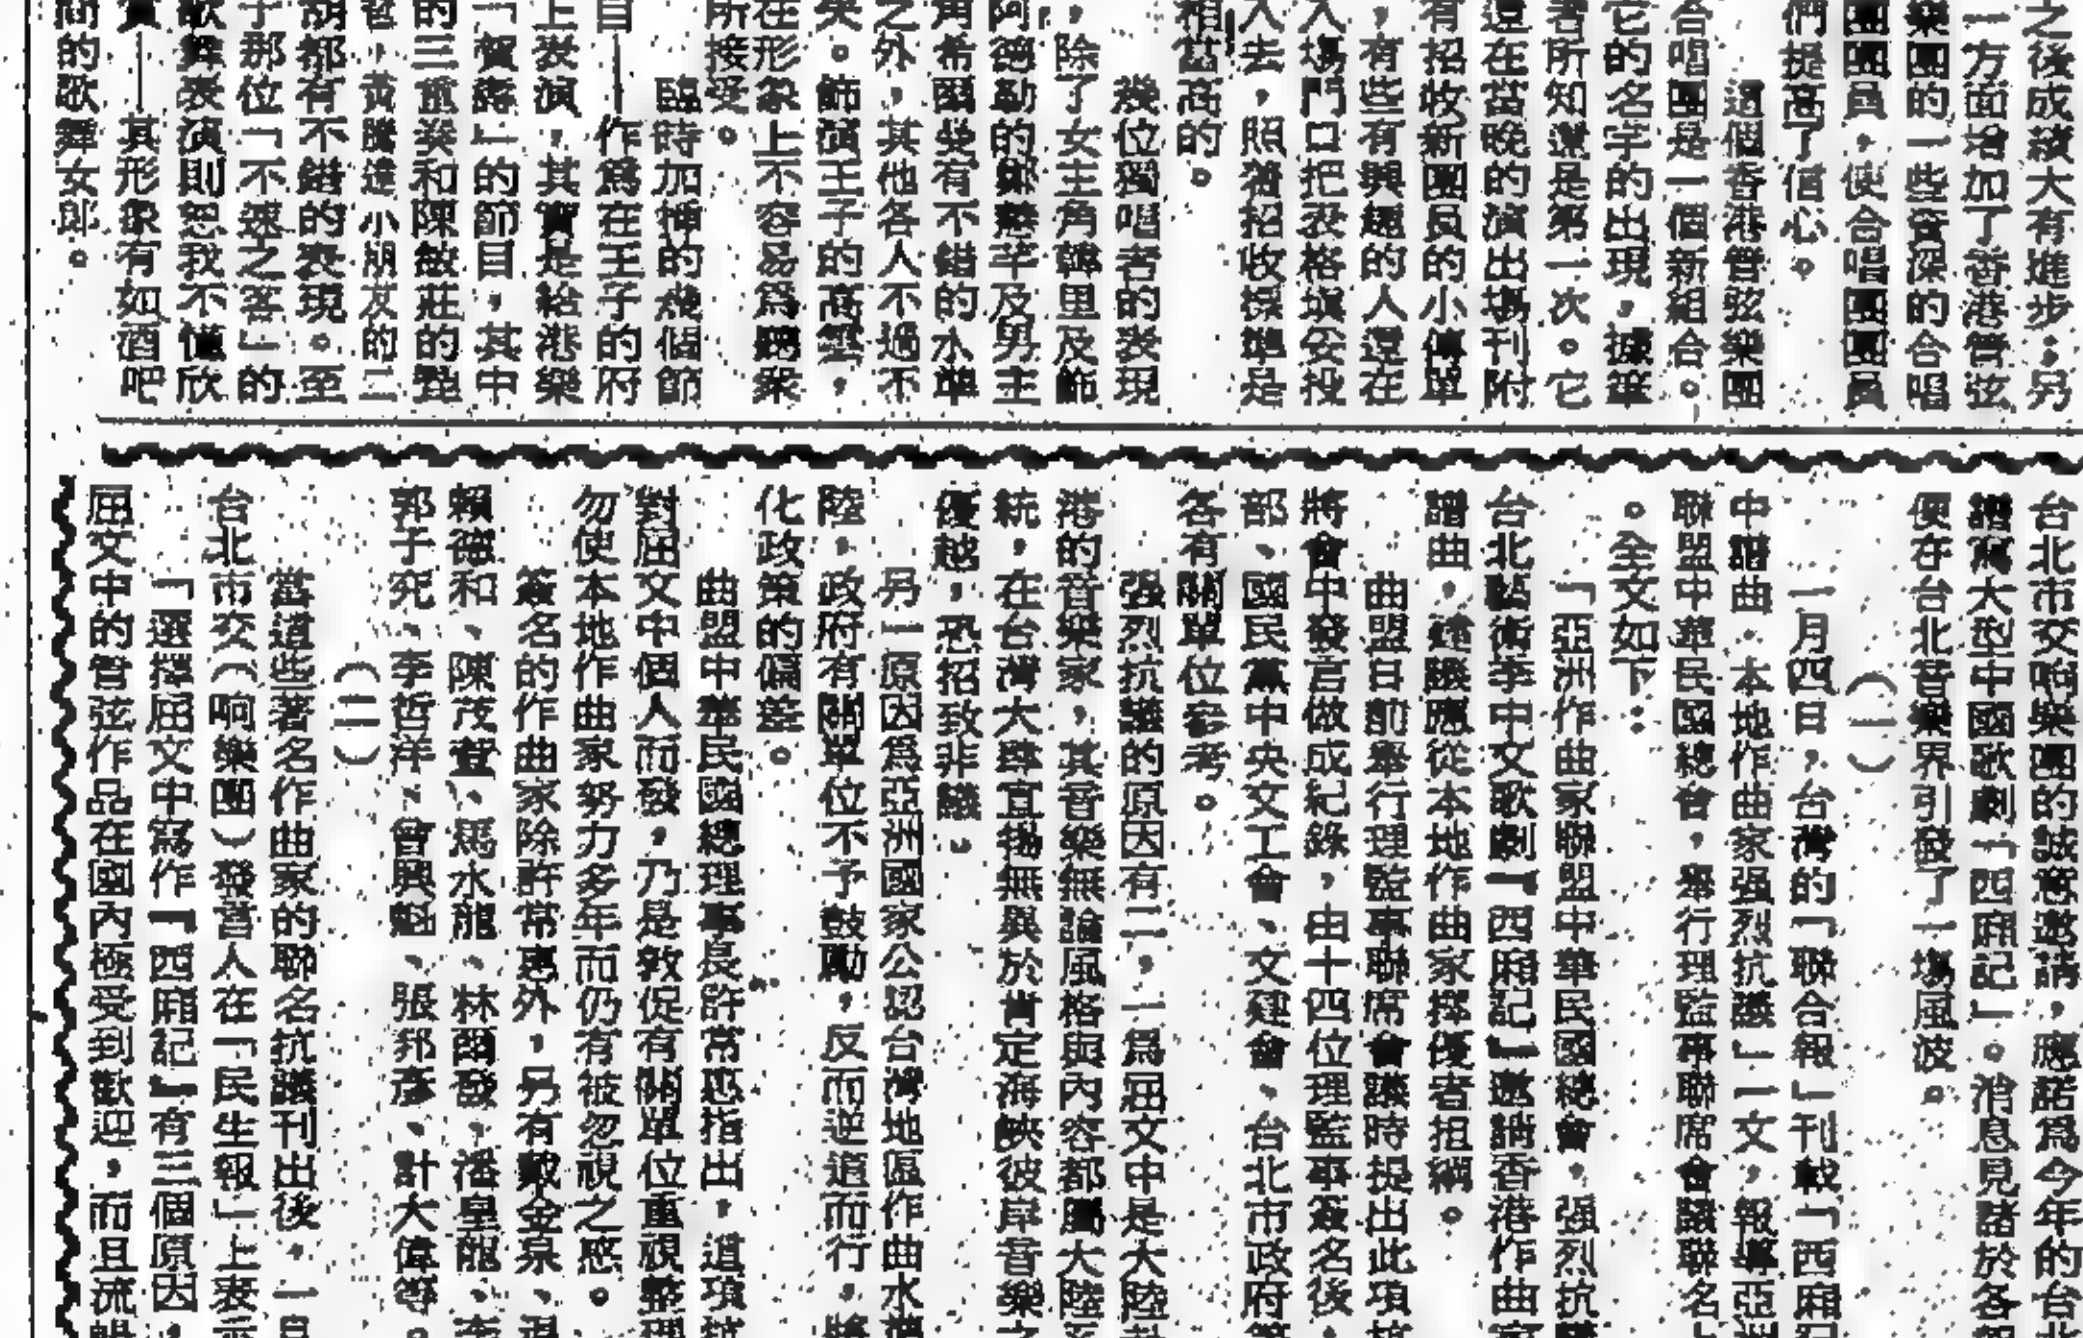 之後成績大有進步；另
一方面增加了香港管弦
樂團的一些資深的合唱
團團員，使合唱團團員
們提高了信心。
這個香港管弦樂團
合唱團是一個新組合。
它的名字的出現，據筆
者所知還是第一次。它
還在當晚的演出場刊附
有招收新團員的小傳單
，有些有興趣的人還在
入場門口把表格填妥投
入去，照着招收標準是
相當高的。
幾位獨唱者的表現
，除了女主角韓里及飾
阿德勒的鄭慧芊及男主
角希爾曼有不錯的水準
之外，其他各人不過不
失。飾演王子的高鑾，
在形象上不容易為聽衆
所接受。
臨時加插的幾個節
目——作為在王子的府
上表演，其實是給港樂
「賀壽」的節目，其中
的三重奏和陳敏莊的
，黃騰達小朋友的二
胡都有不錯的表現。至
于那位「不速之客」的
歌舞表演則恕我不懂欣
賞——其形象有如酒吧
間的歌舞女郎。
台北市交响樂團的誠意邀請，應諾為今年的台北
譜寫大型中國歌劇「西廂記」。消息見諸於各
便在台北音樂界引發了一場風波。
（一）
一月四日，台灣的「聯合報」刊載「西廂記
中譜曲．本地作曲家强烈抗議」一文，報導亞洲
聯盟中華民國總會，舉行理監事聯席會議聯名
。全文如下：
「亞洲作曲家聯盟中華民國總會，强烈抗議
台北藝術季中文歌劇『西廂記』邀請香港作曲家
譜曲，建議應從本地作曲家擇優者担綱。
曲盟日前舉行理監事聯席會議時提出此項抗
將會中發言做成紀錄，由十四位理監事簽名後，
部、國民黨中央文工會、文建會、台北市政府等
各有關單位參考。
强烈抗議的原因有二，一為屈文中是大陸
港的音樂家，其音樂無論風格與內容都屬大陸
統，在台灣大肆宣揚無異於肯定海峽彼岸音樂之
優越，恐招致非議。
另一原因為亞洲國家公認台灣地區作曲水準
陸，政府有關單位不予鼓勵，反而逆道而行，將
化政策的偏差。
曲盟中華民國總理事長許常惠指出，這項抗
對屈文中個人而發，乃是敦促有關單位重視整理
勿使本地作曲家努力多年而仍有被忽視之感。
簽名的作曲家除許常惠外，另有戴金泉、温
賴德和、陳茂萱、馬水龍、林西發、潘皇龍、李
郭子究、李哲洋、曾興魁、張邦彥、計大偉等。
（二）
當這些著名作曲家的聯名抗議刊出後，一
台北市交（响樂團）發言人在「民生報」上表示
「選擇屈文中寫作『西廂記』有三個原因，
屈文中的管弦作品在國內極受到歡迎，而且流暢